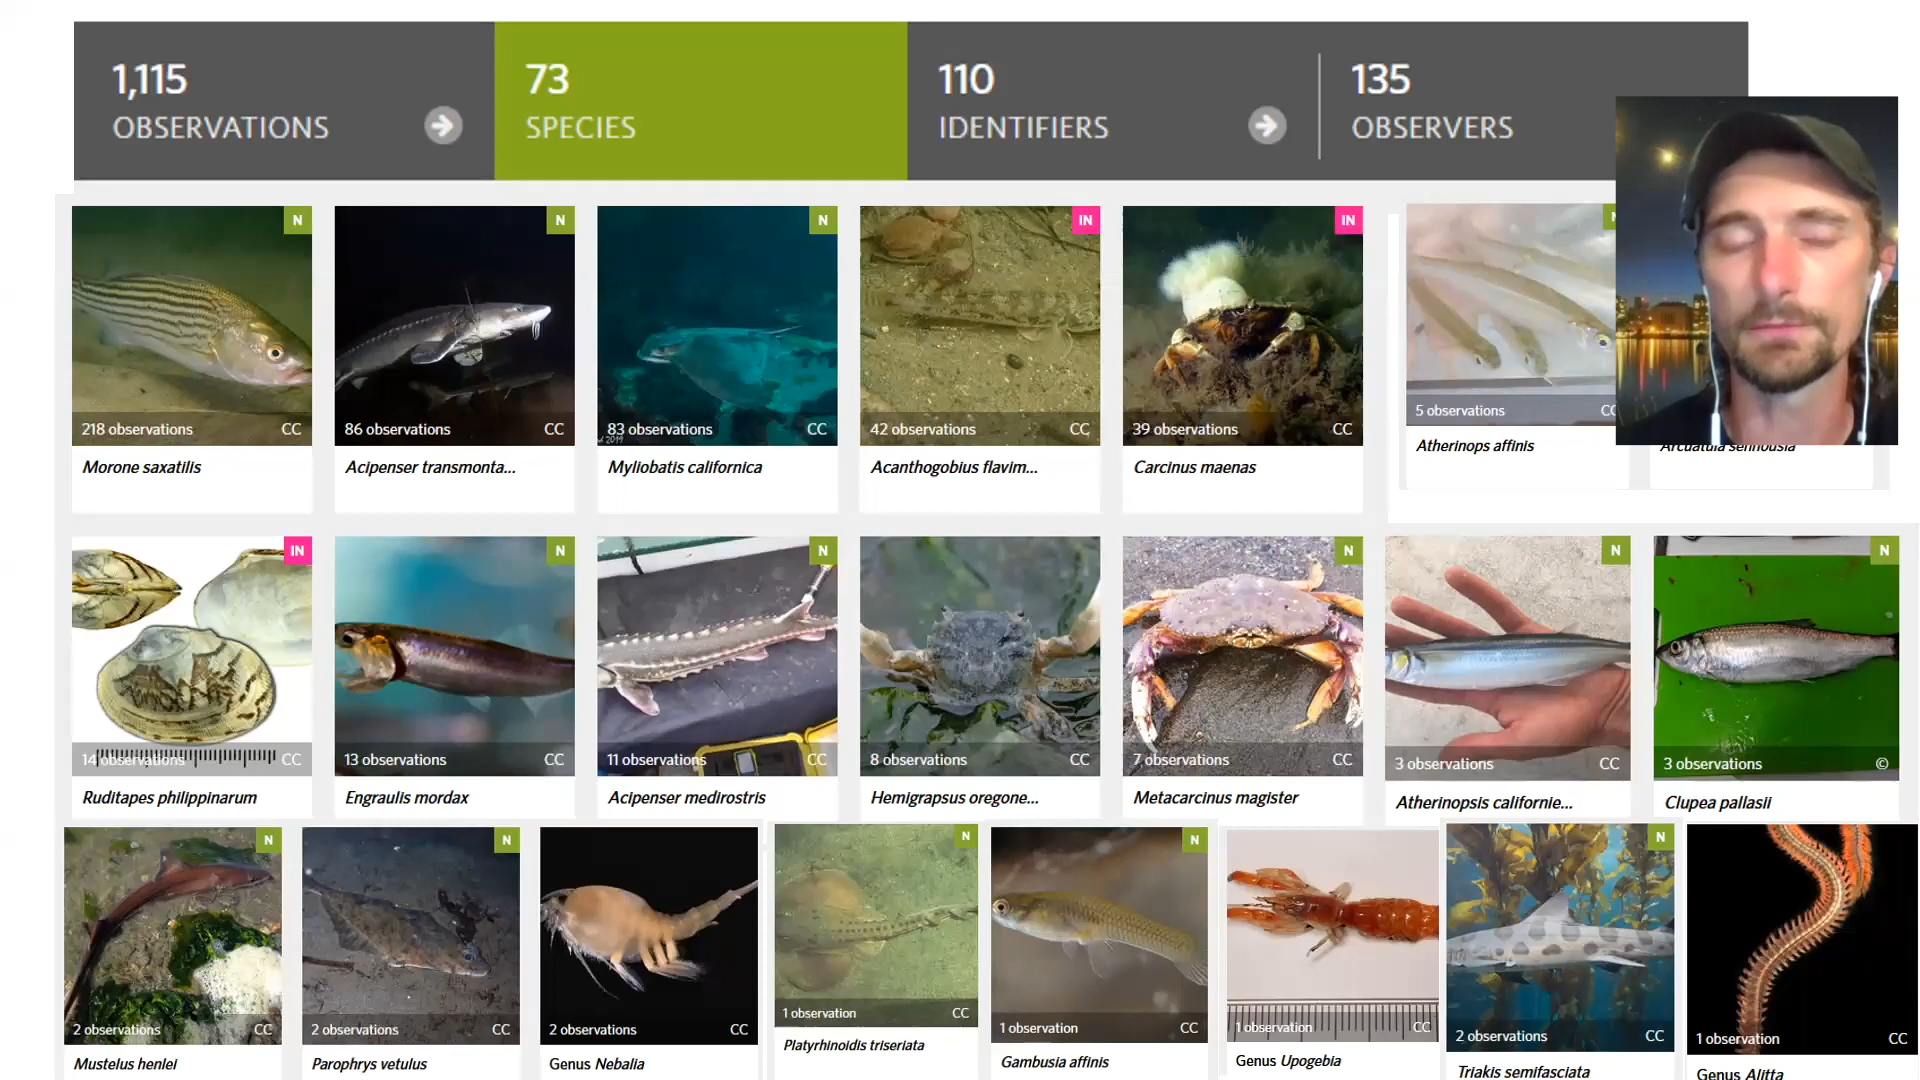 1,115
OBSERVATIONS
73
SPECIES
110
IDENTIFIERS
135
OBSERVERS
N
N
N
IN
IN
218 observations CC
86 observations CC
83 observations CC
42 observations CC
39 observations CC
5 observations
Morone saxatilis
Acipenser transmonta...
Myliobatis californica
Acanthogobius flavim...
Carcinus maenas
Atherinops affinis
Arcuatula senhousia
IN
N
N
N
N
N
14 observations CC
13 observations CC
11 observations CC
8 observations CC
7 observations CC
3 observations CC
3 observations ©
Ruditapes philippinarum
Engraulis mordax
Acipenser medirostris
Hemigrapsus oregone...
Metacarcinus magister
Atherinopsis californie...
Clupea pallasii
N
N
N
N
N
2 observations CC
2 observations CC
2 observations CC
1 observation CC
1 observation CC
1 observation CC
2 observations CC
1 observation CC
Mustelus henlei
Parophrys vetulus
Genus Nebalia
Platyrhinoidis triseriata
Gambusia affinis
Genus Upogebia
Triakis semifasciata
Genus Alitta